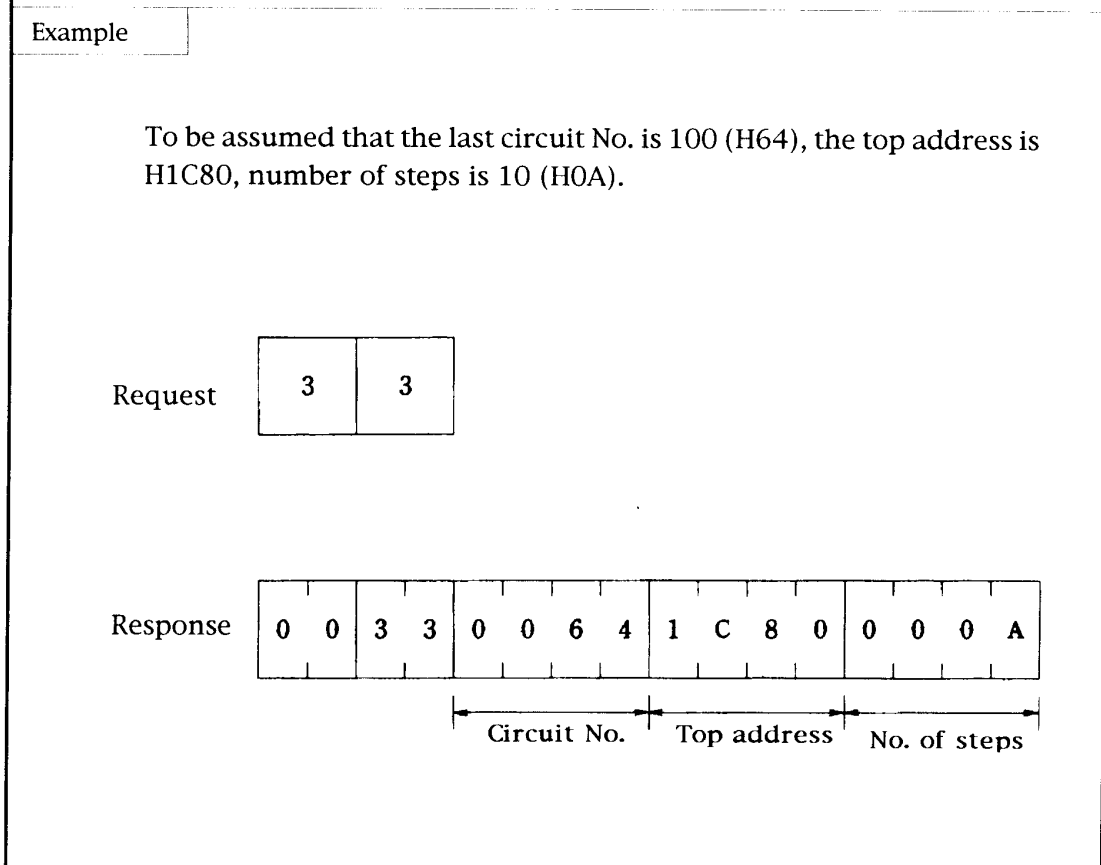 Example
To be assumed that the last circuit No. is 100 (H64), the top address is
H1C80, number of steps is 10 (H0A).
Request 3 3
Response 0 0 3 3 0 0 6 4 1 C 8 0 0 0 0 A
Circuit No. Top address No. of steps